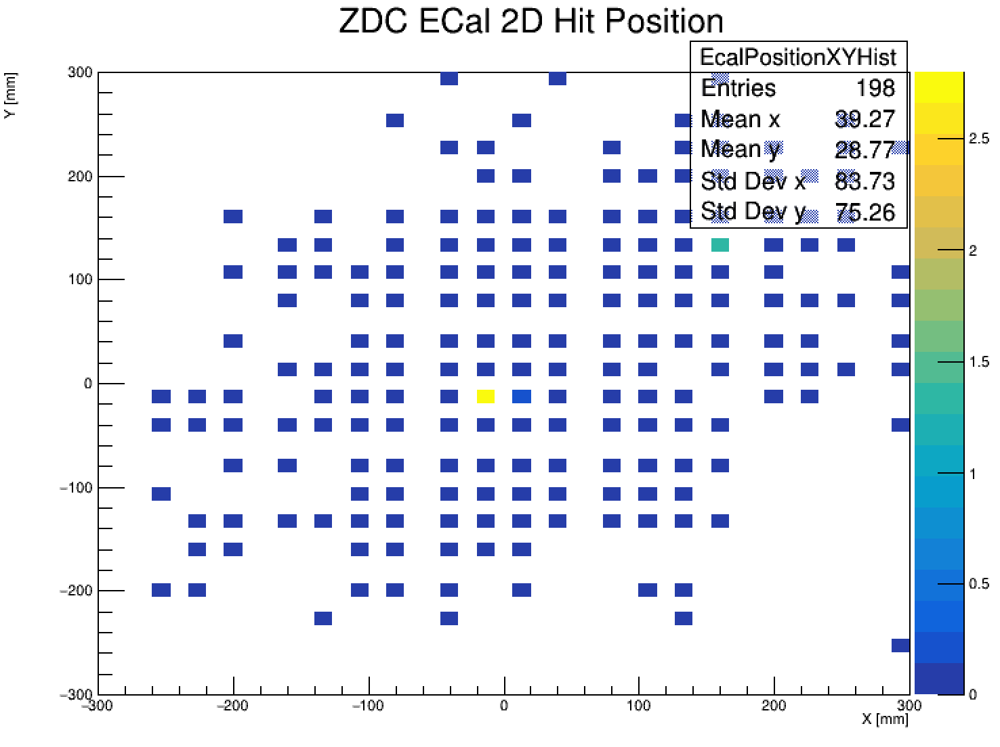 ZDC ECal 2D Hit Position
EcalPositionXYHist
Entries 198
Mean x 39.27
Mean y 28.77
Std Dev x 83.73
Std Dev y 75.26
Y [mm]
300
200
100
0
−100
−200
−300
−300 −200 −100 0 100 200 300
X [mm]
2.5
2
1.5
1
0.5
0